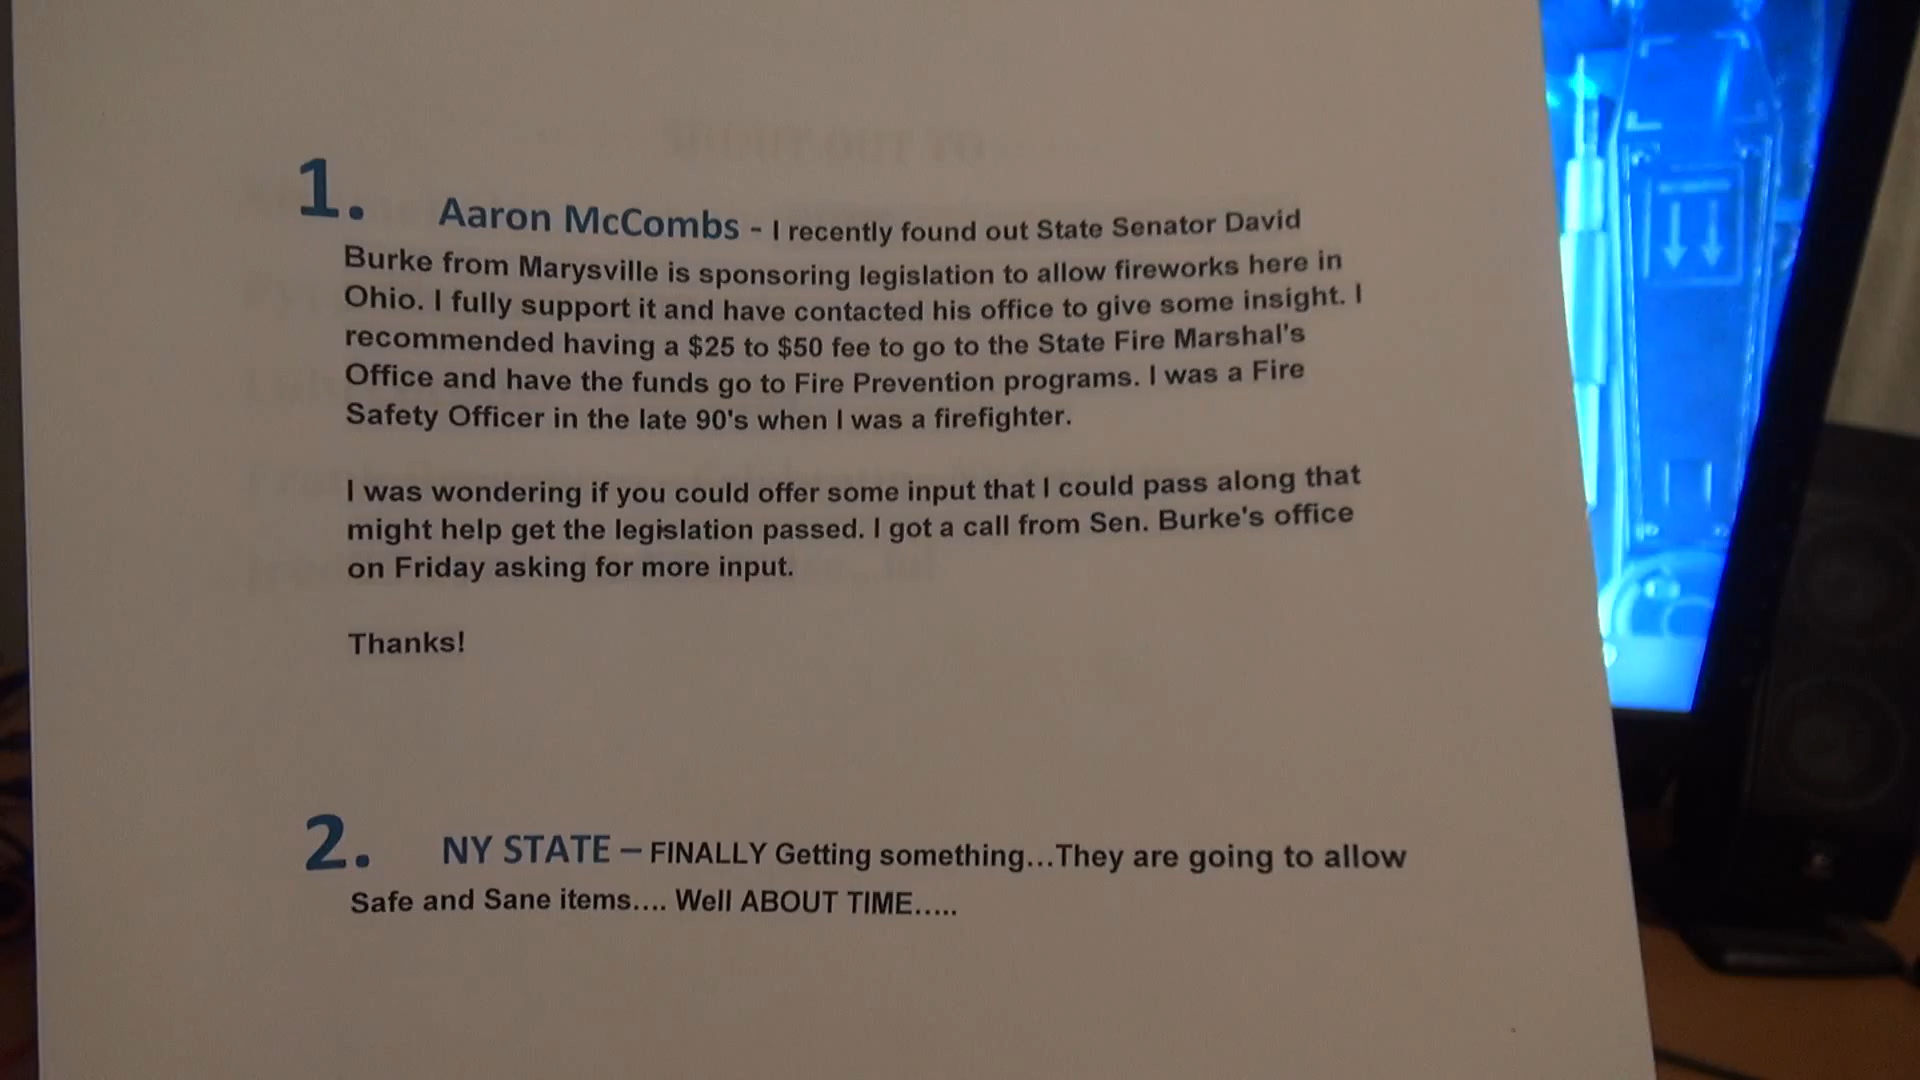 1. Aaron McCombs - I recently found out State Senator David
Burke from Marysville is sponsoring legislation to allow fireworks here in
Ohio. I fully support it and have contacted his office to give some insight. I
recommended having a $25 to $50 fee to go to the State Fire Marshal's
Office and have the funds go to Fire Prevention programs. I was a Fire
Safety Officer in the late 90's when I was a firefighter.
I was wondering if you could offer some input that I could pass along that
might help get the legislation passed. I got a call from Sen. Burke's office
on Friday asking for more input.
Thanks!
2. NY STATE – FINALLY Getting something...They are going to allow
Safe and Sane items.... Well ABOUT TIME.....